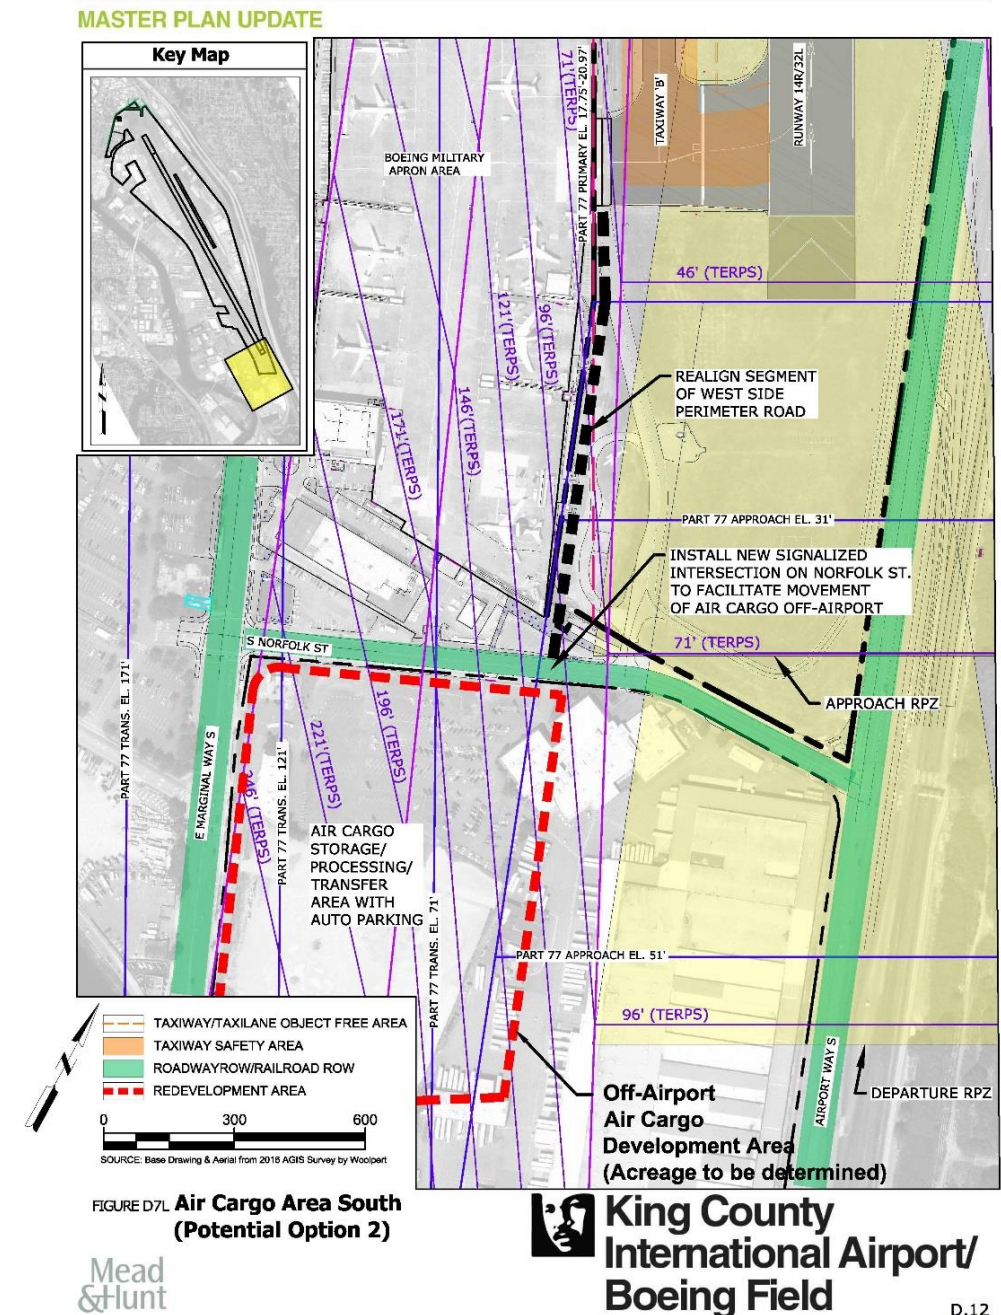 MASTER PLAN UPDATE
Key Map
BOEING MILITARY
APRON AREA
71'(TERPS)
PART 77 PRIMARY EL. 17.75'-20.97'
TAXIWAY 'B'
RUNWAY 14R/32L
46' (TERPS)
121'(TERPS)
96'(TERPS)
146'(TERPS)
171'(TERPS)
REALIGN SEGMENT
OF WEST SIDE
PERIMETER ROAD
PART 77 APPROACH EL. 31'
INSTALL NEW SIGNALIZED
INTERSECTION ON NORFOLK ST.
TO FACILITATE MOVEMENT
OF AIR CARGO OFF-AIRPORT
S NORFOLK ST
71' (TERPS)
APPROACH RPZ
PART 77 TRANS. EL. 171'
E MARGINAL WAY S
246' (TERPS)
PART 77 TRANS. EL. 121'
221'(TERPS)
196' (TERPS)
AIR CARGO
STORAGE/
PROCESSING/
TRANSFER
AREA WITH
AUTO PARKING
PART 77 TRANS. EL. 71'
PART 77 APPROACH EL. 51'
96' (TERPS)
AIRPORT WAY S
DEPARTURE RPZ
Off-Airport
Air Cargo
Development Area
(Acreage to be determined)
TAXIWAY/TAXILANE OBJECT FREE AREA
TAXIWAY SAFETY AREA
ROADWAYROW/RAILROAD ROW
REDEVELOPMENT AREA
0 300 600
SOURCE: Base Drawing & Aerial from 2016 AGIS Survey by Woolpert
FIGURE D7L Air Cargo Area South
(Potential Option 2)
King County
International Airport/
Boeing Field
Mead
&Hunt
D.12